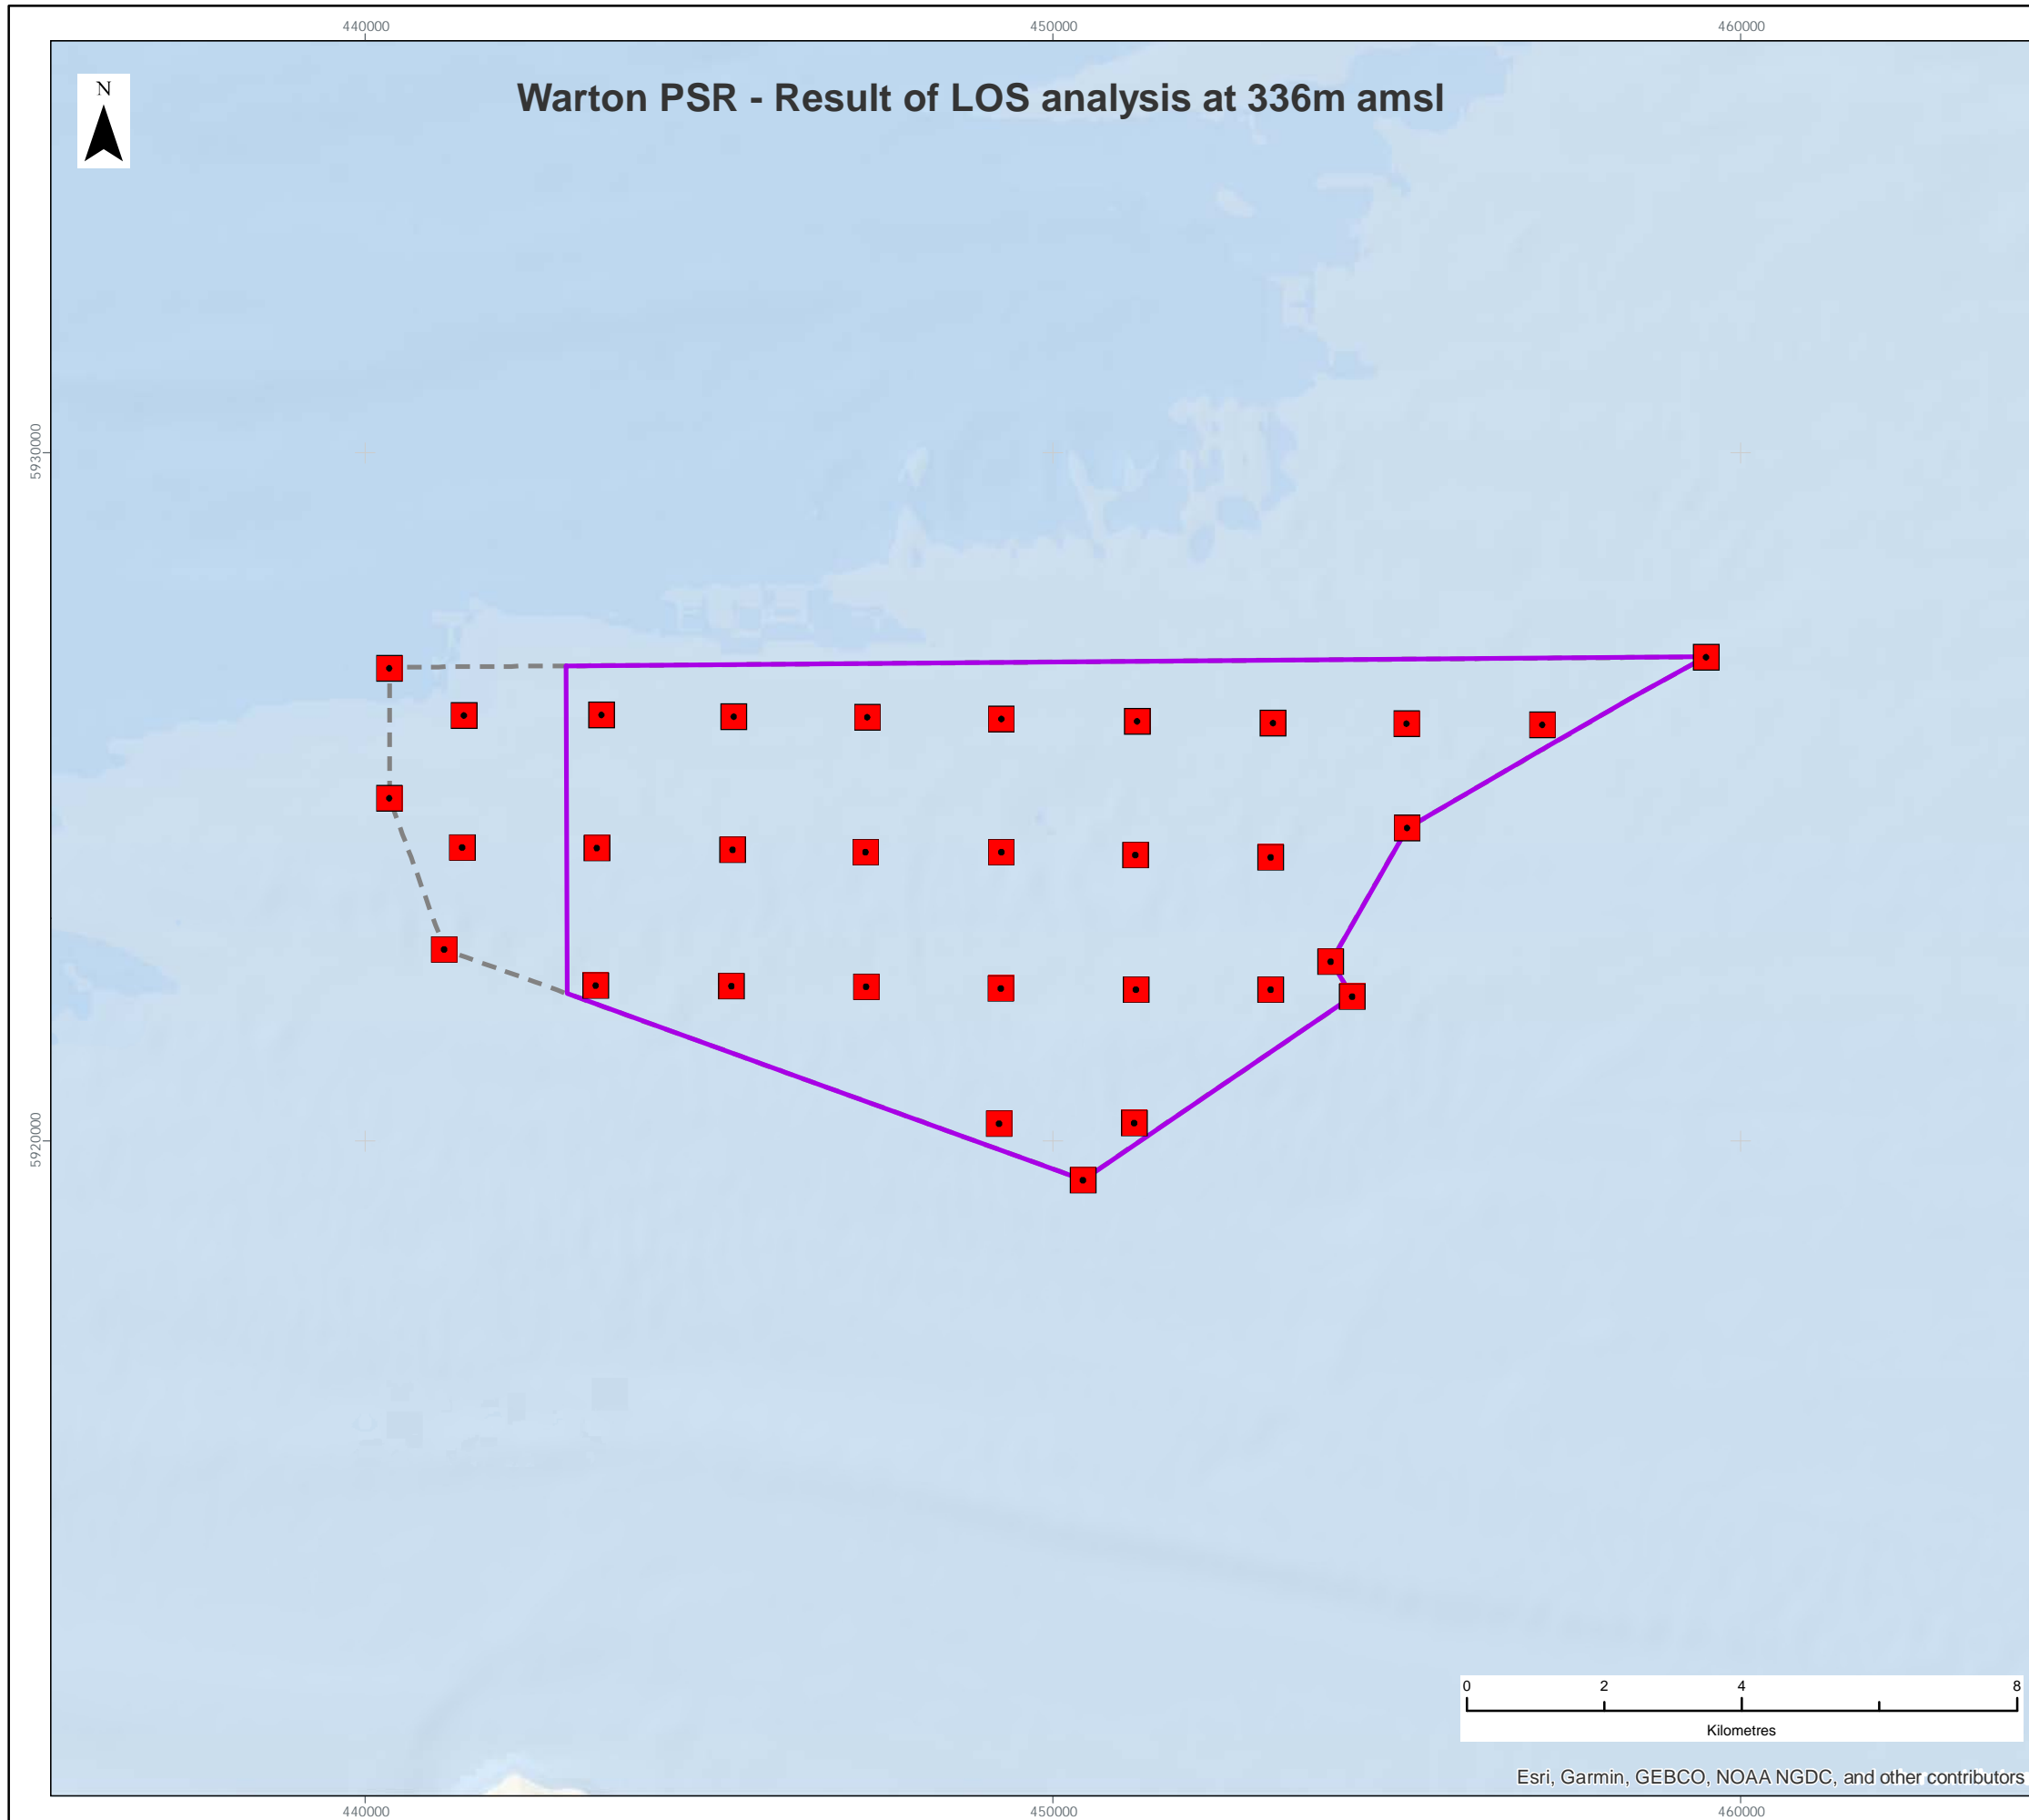 440000 450000 460000
N
Warton PSR - Result of LOS analysis at 336m amsl
5930000
5920000
0 2 4 8
Kilometres
Esri, Garmin, GEBCO, NOAA NGDC, and other contributors
440000 450000 460000